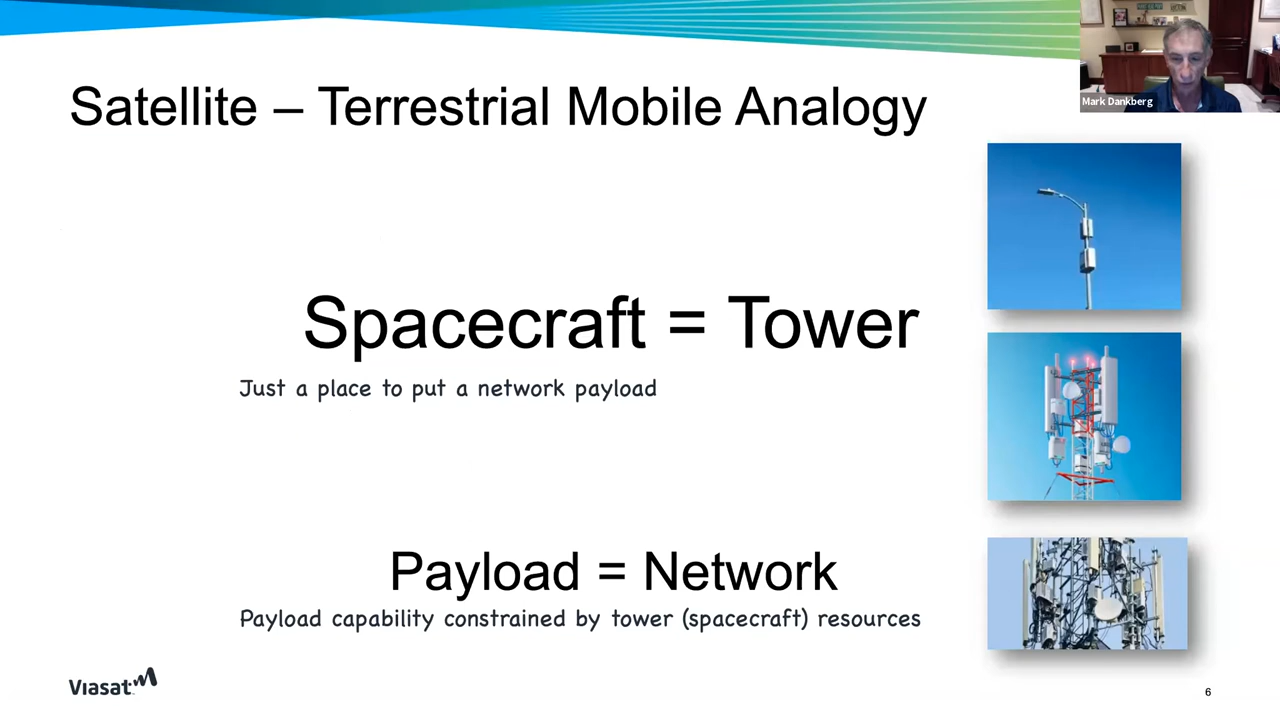 Mark Dankberg
Satellite – Terrestrial Mobile Analogy
Spacecraft = Tower
Just a place to put a network payload
Payload = Network
Payload capability constrained by tower (spacecraft) resources
Viasat
6